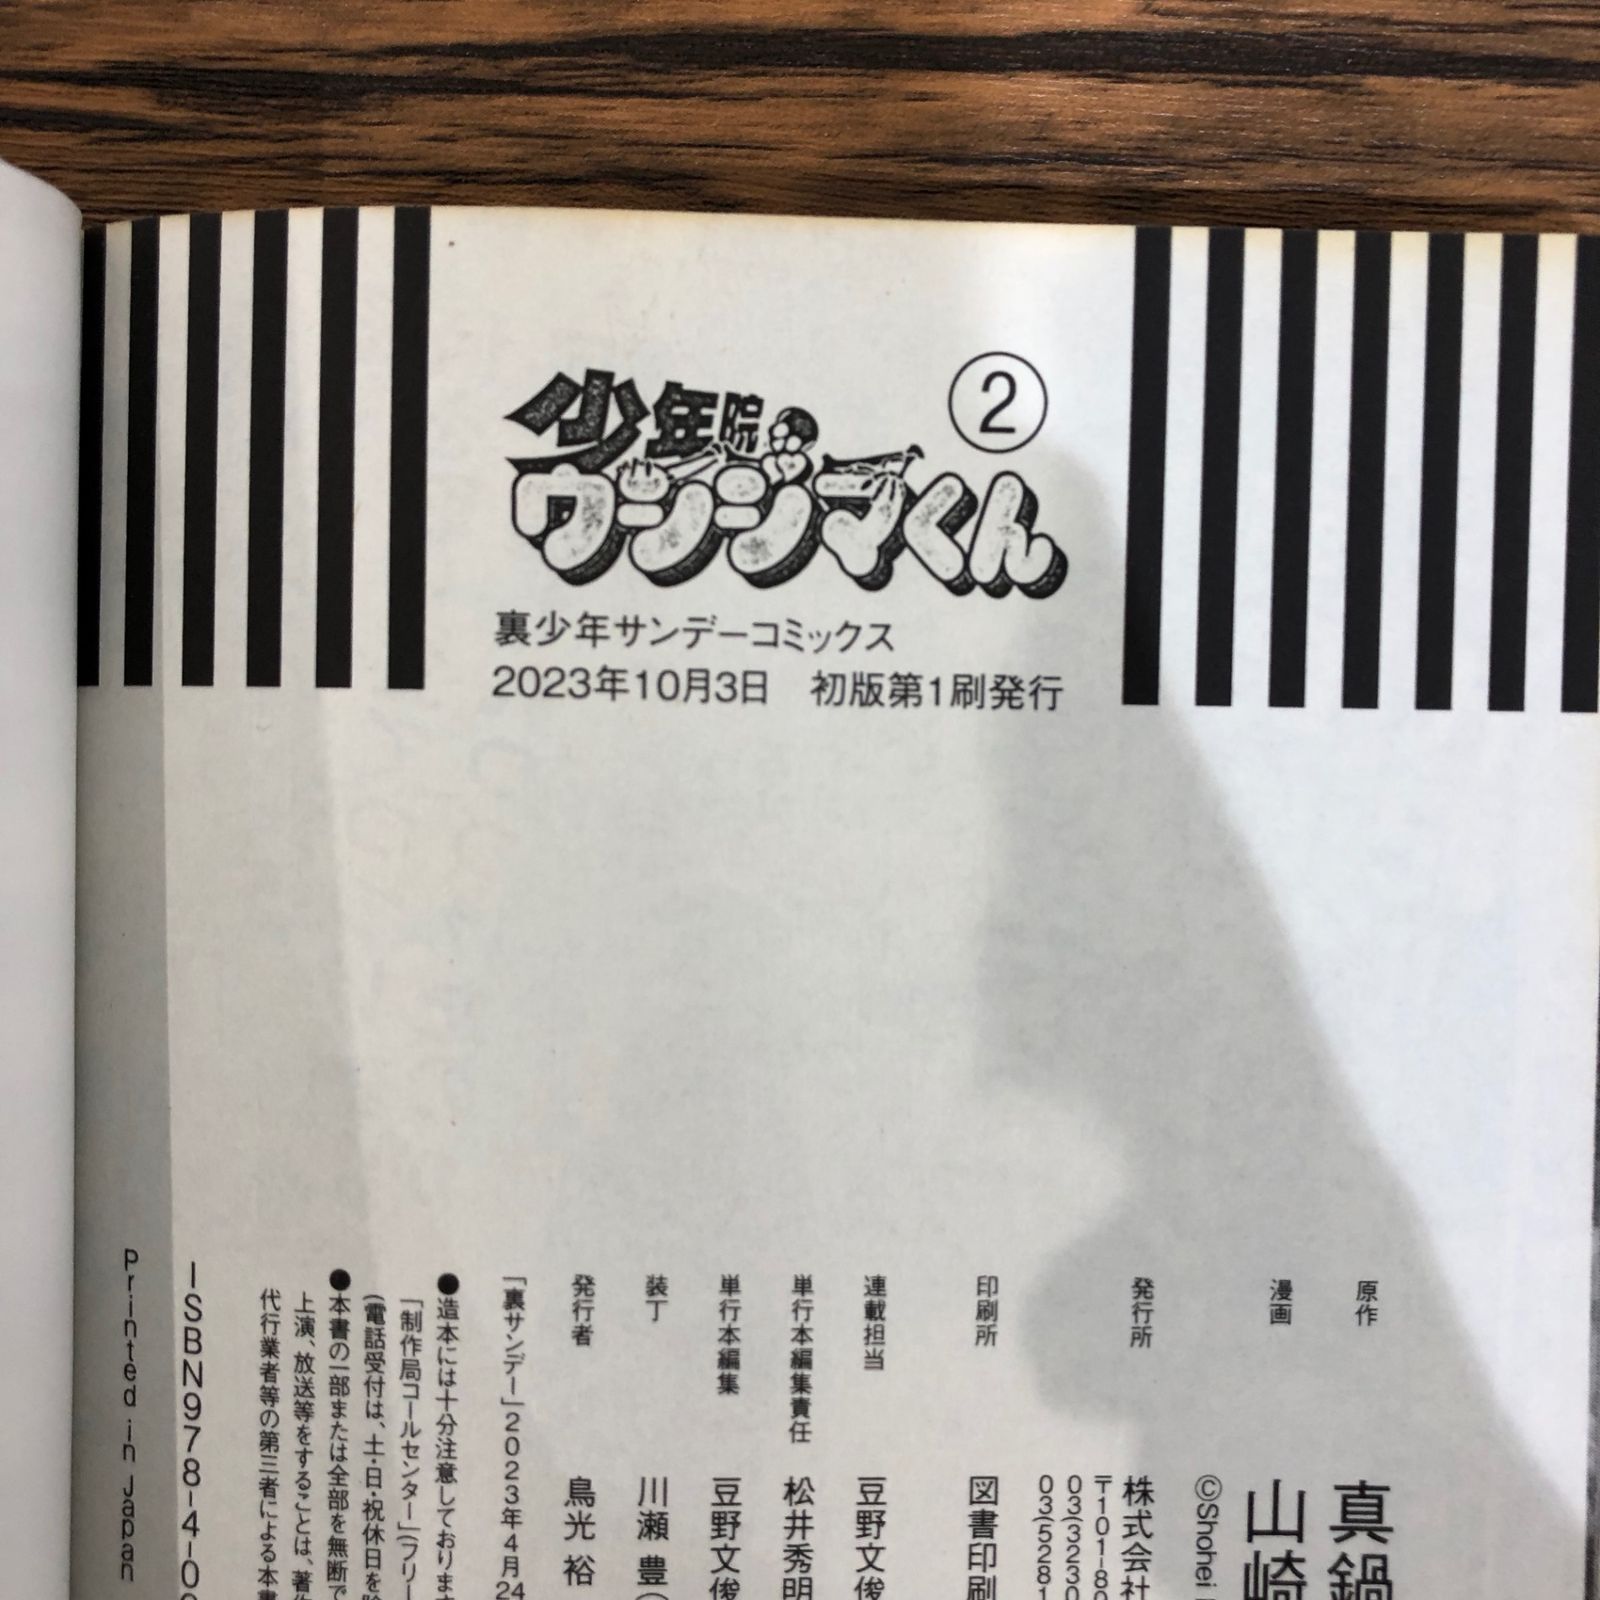 少年院
ウシジマくん
2
裏少年サンデーコミックス
2023年10月3日 初版第1刷発行
原作 真鍋
漫画 山崎
©Shohei
発行所 株式会社
〒101-80
03(3230
03(5281
印刷所 図書印刷
連載担当 豆野文俊
単行本編集責任 松井秀明
単行本編集 豆野文俊
装丁 川瀬 豊(
発行者 鳥光 裕
「裏サンデー」2023年4月24
●造本には十分注意しております
「制作局コールセンター」(フリー
(電話受付は、土・日・祝休日を除
●本書の一部または全部を無断で
上演、放送等をすることは、著作
代行業者等の第三者による本書
ISBN978-4-09
Printed in Japan